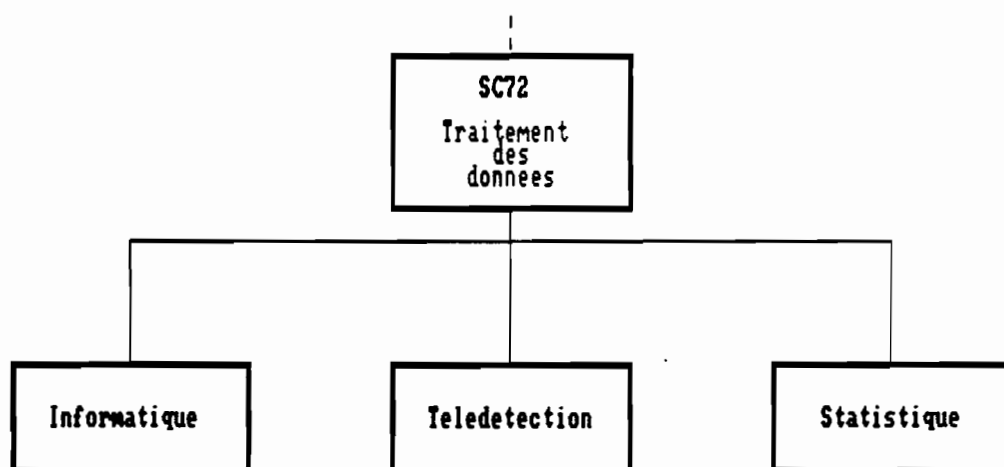 SC72
Traitement
des
donnees
Informatique
Teledetection
Statistique